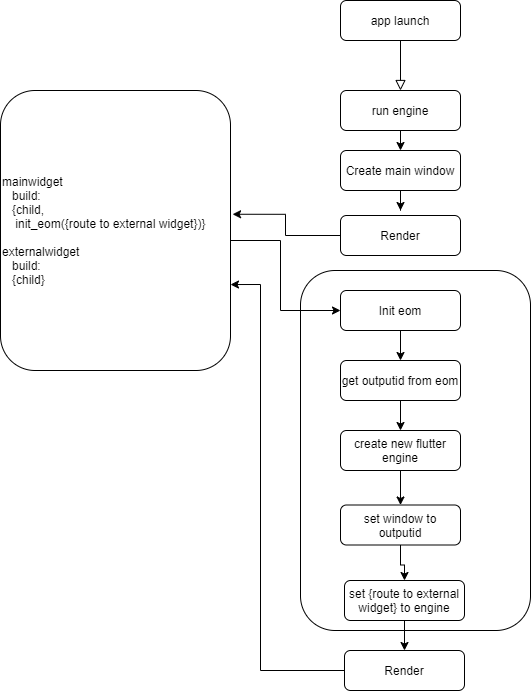 app launch
run engine
Create main window
Render
mainwidget
build:
{child,
init_eom({route to external widget})}
externalwidget
build:
{child}
Init eom
get outputid from eom
create new flutter
engine
set window to
outputid
set {route to external
widget} to engine
Render